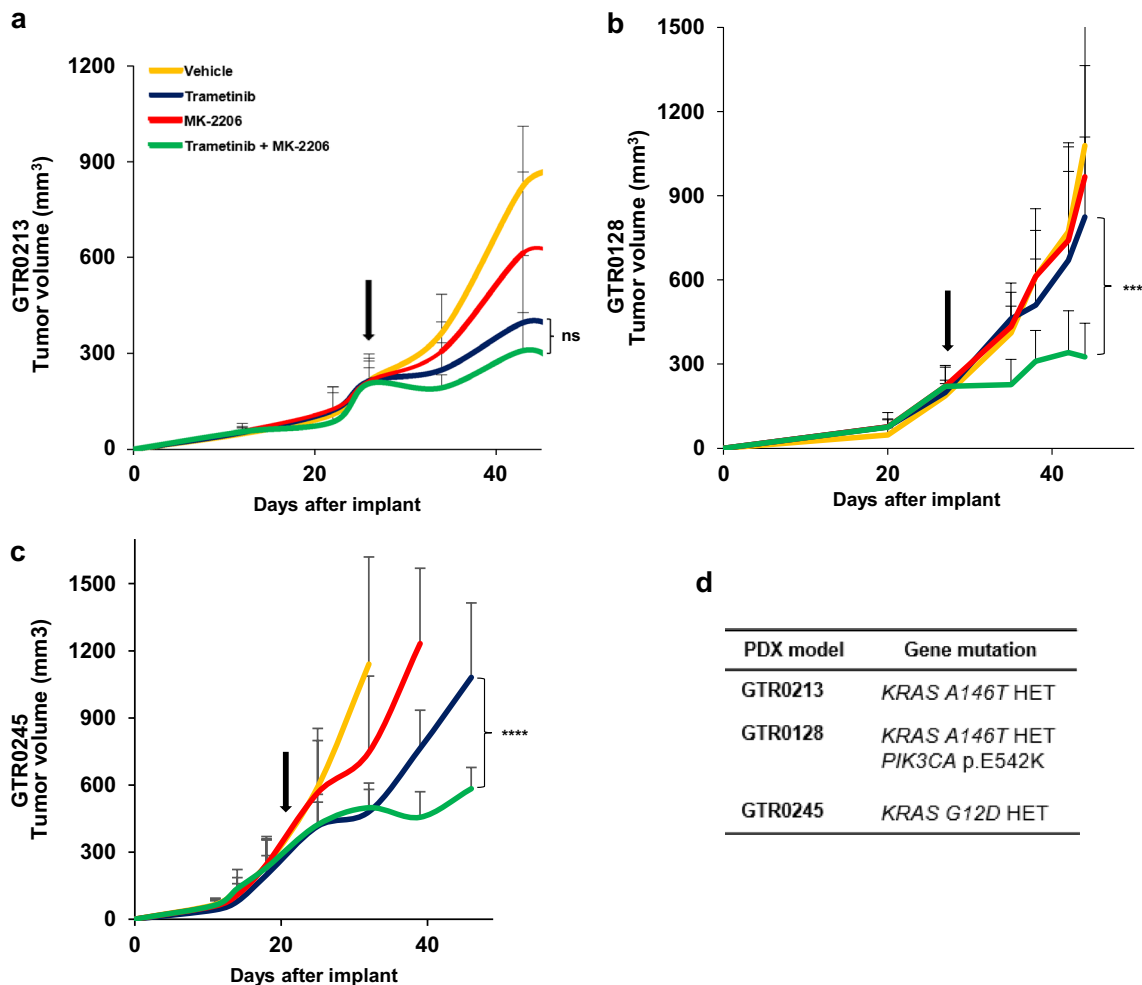 a
1200
900
600
300
0
0
20
40
GTR0213
Tumor volume (mm³)
Days after implant
Vehicle
Trametinib
MK-2206
Trametinib + MK-2206
ns
b
1500
1200
900
600
300
0
0
20
40
GTR0128
Tumor volume (mm³)
Days after implant
***
c
1500
1200
900
600
300
0
0
20
40
GTR0245
Tumor volume (mm3)
Days after implant
****
d
PDX model Gene mutation
GTR0213 KRAS A146T HET
GTR0128 KRAS A146T HET
PIK3CA p.E542K
GTR0245 KRAS G12D HET